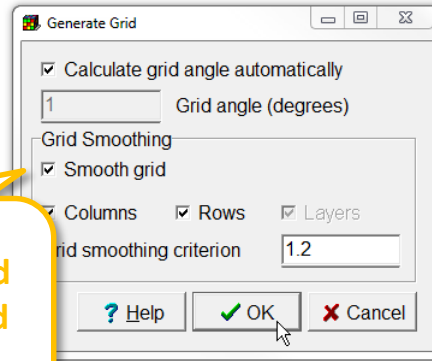 Generate Grid
Calculate grid angle automatically
1 Grid angle (degrees)
Grid Smoothing
Smooth grid
Columns Rows Layers
smoothing criterion 1.2
Help OK Cancel